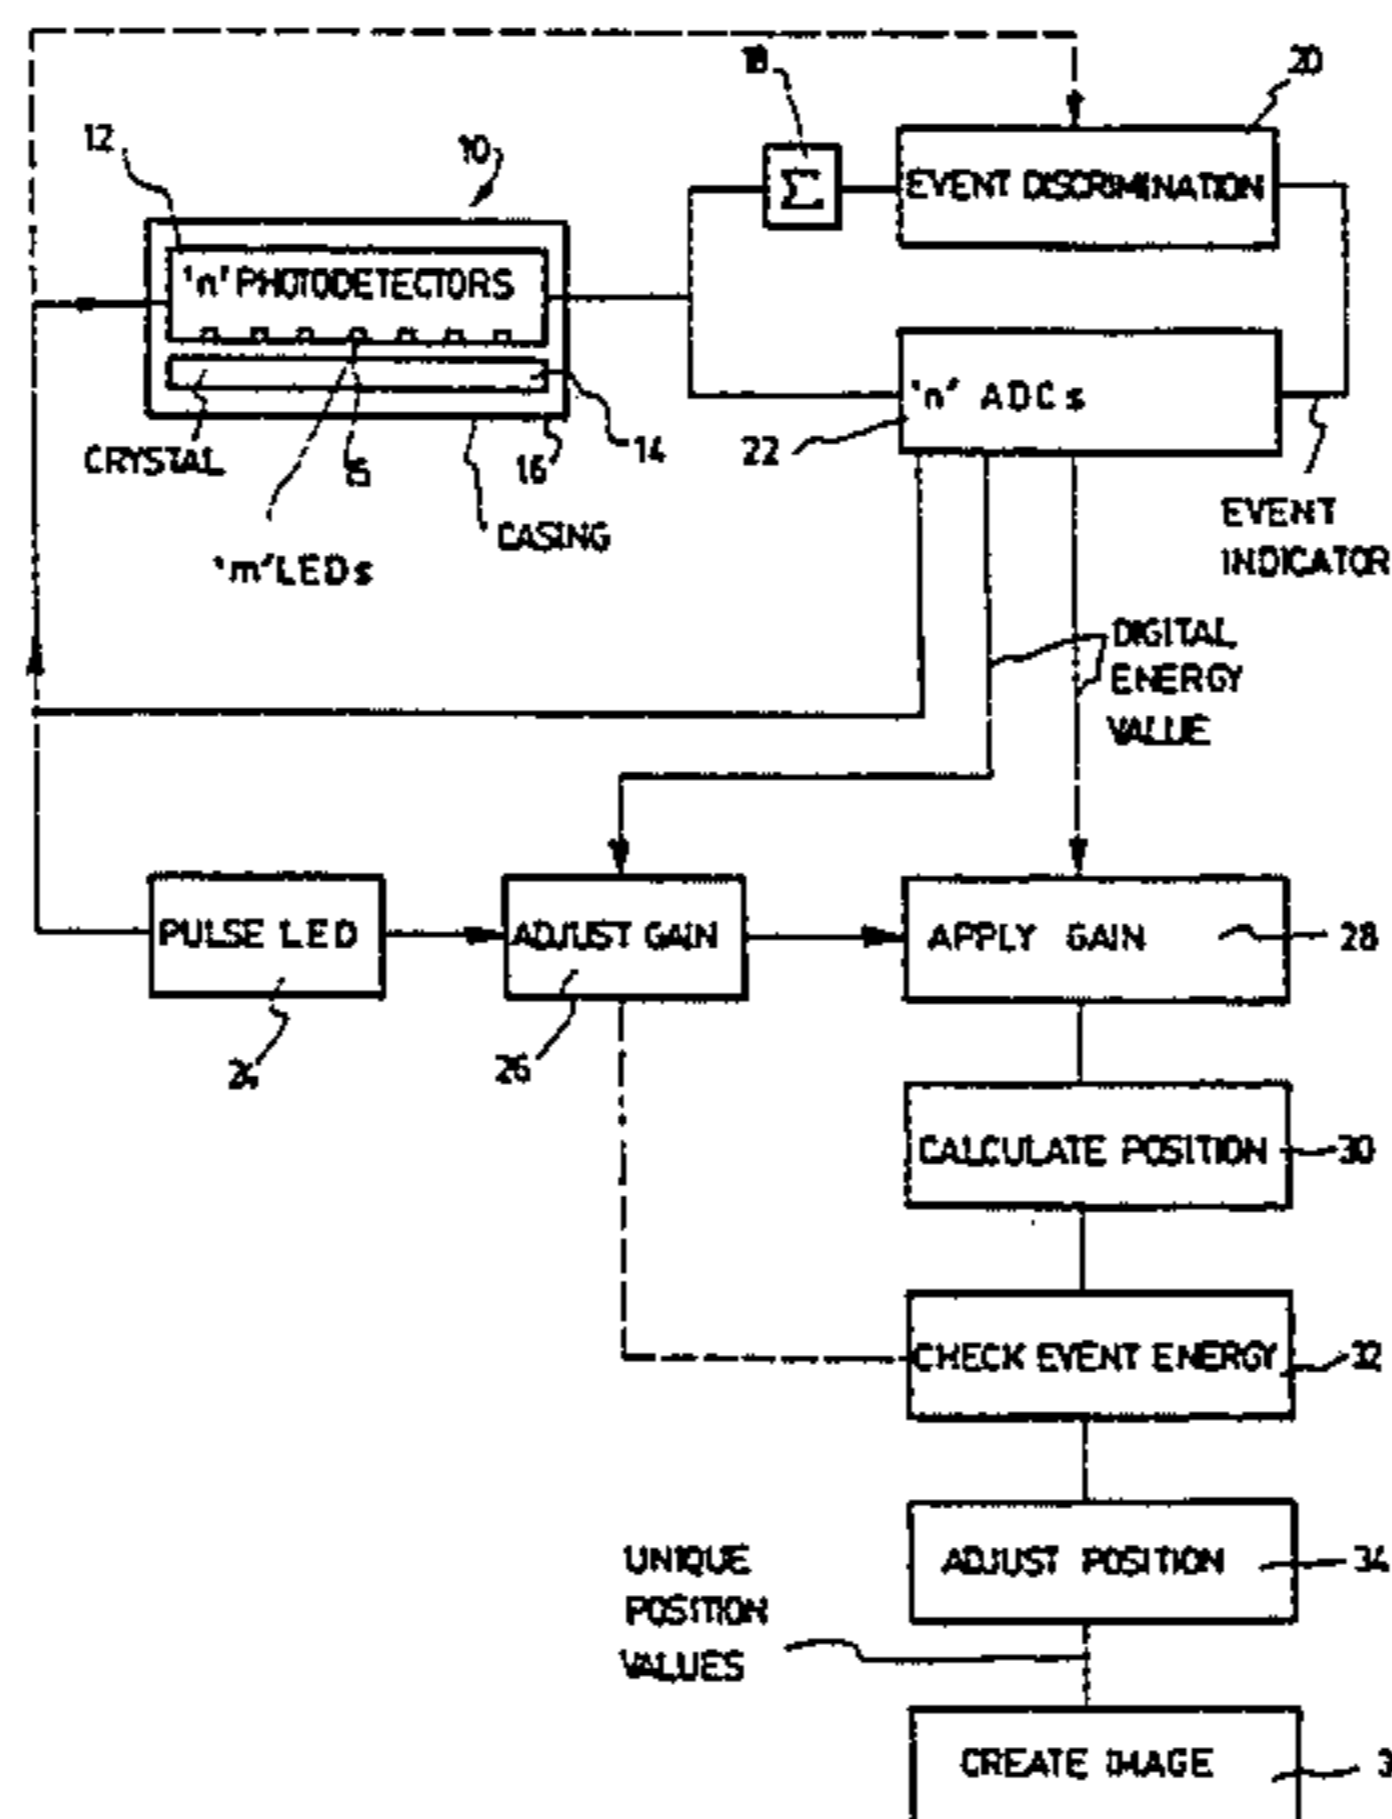 18
20
12
10
Σ
EVENT DISCRIMINATION
'n' PHOTODETECTORS
'n' ADCs
22
CRYSTAL
15
16
14
CASING
'm' LEDs
EVENT
INDICATOR
DIGITAL
ENERGY
VALUE
PULSE LED
ADJUST GAIN
APPLY GAIN
28
24
26
CALCULATE POSITION
30
CHECK EVENT ENERGY
32
ADJUST POSITION
34
UNIQUE
POSITION
VALUES
CREATE IMAGE
3